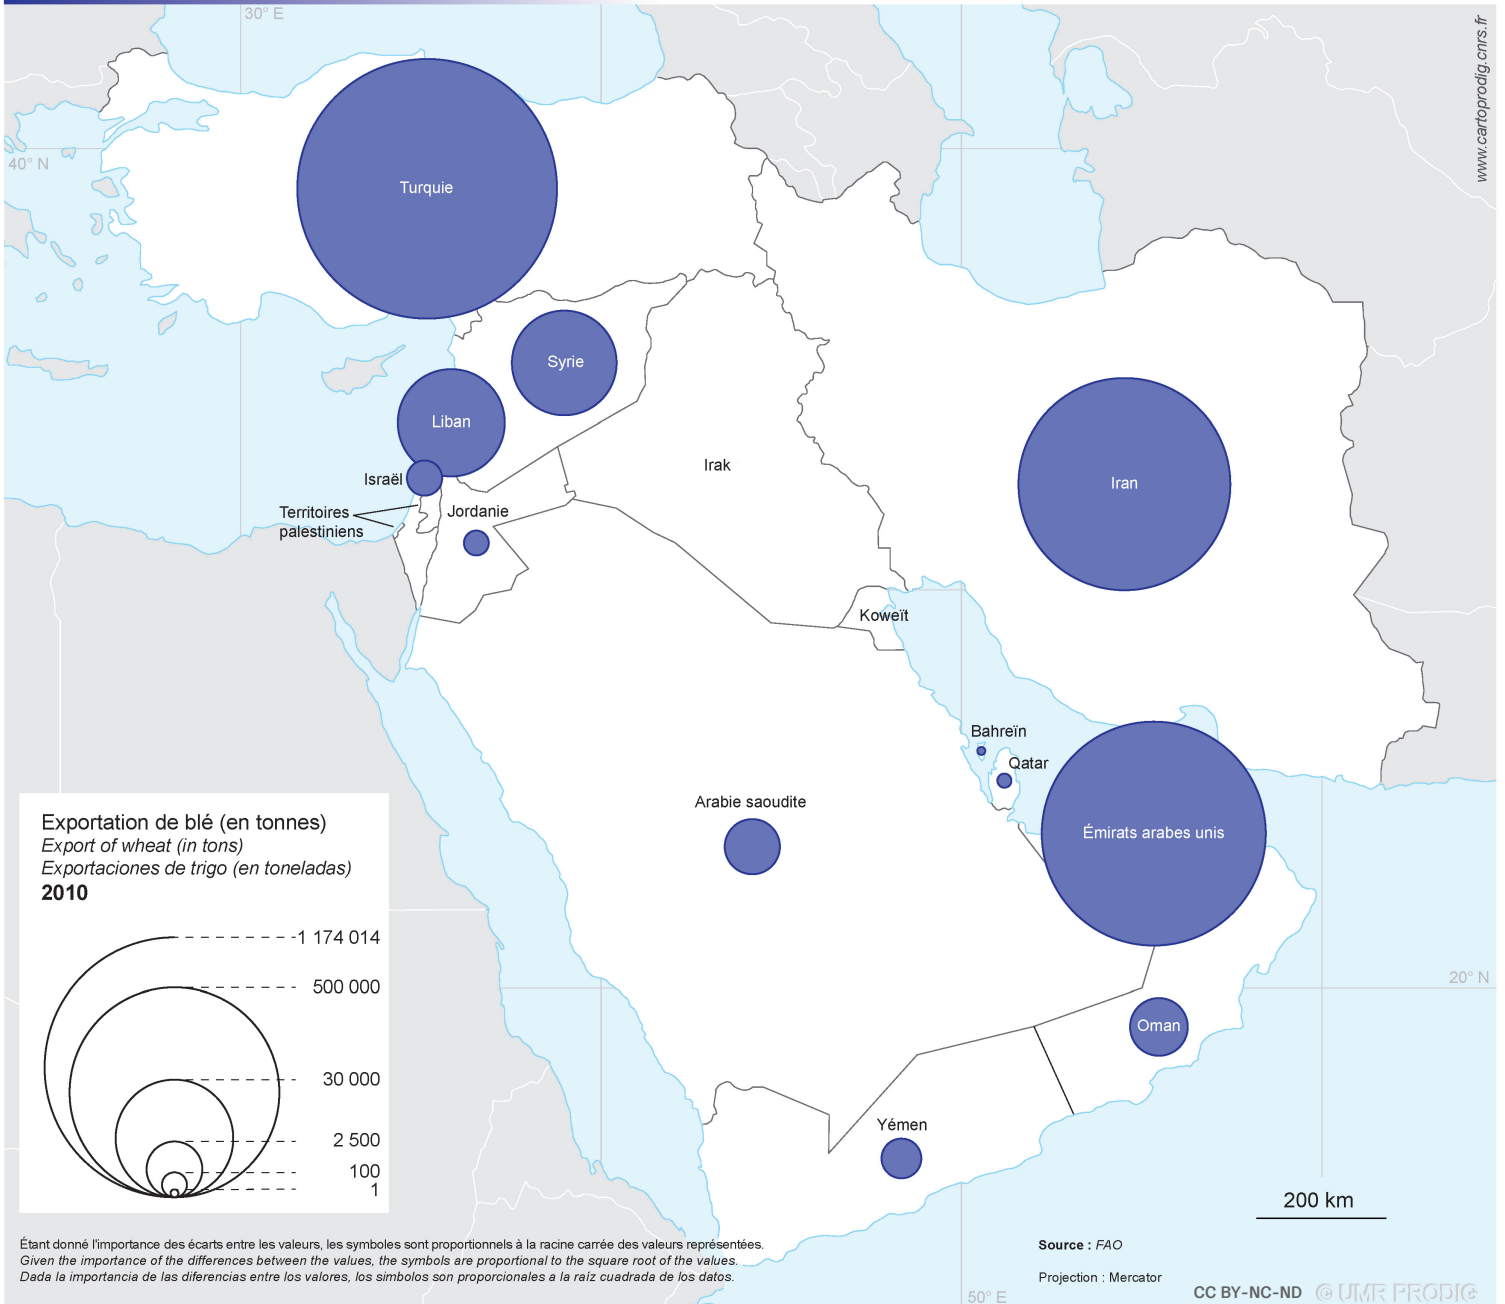 30° E
www.cartoprodig.cnrs.fr
40° N
Turquie
Syrie
Liban
Israël
Irak
Iran
Territoires
palestiniens
Jordanie
Koweït
Bahreïn
Qatar
Arabie saoudite
Émirats arabes unis
Exportation de blé (en tonnes)
Export of wheat (in tons)
Exportaciones de trigo (en toneladas)
2010
1 174 014
500 000
30 000
2 500
100
1
20° N
Oman
Yémen
200 km
Étant donné l'importance des écarts entre les valeurs, les symboles sont proportionnels à la racine carrée des valeurs représentées.
Given the importance of the differences between the values, the symbols are proportional to the square root of the values.
Dada la importancia de las diferencias entre los valores, los simbolos son proporcionales a la raíz cuadrada de los datos.
Source : FAO
Projection : Mercator
50° E
CC BY-NC-ND © UMR PRODIG